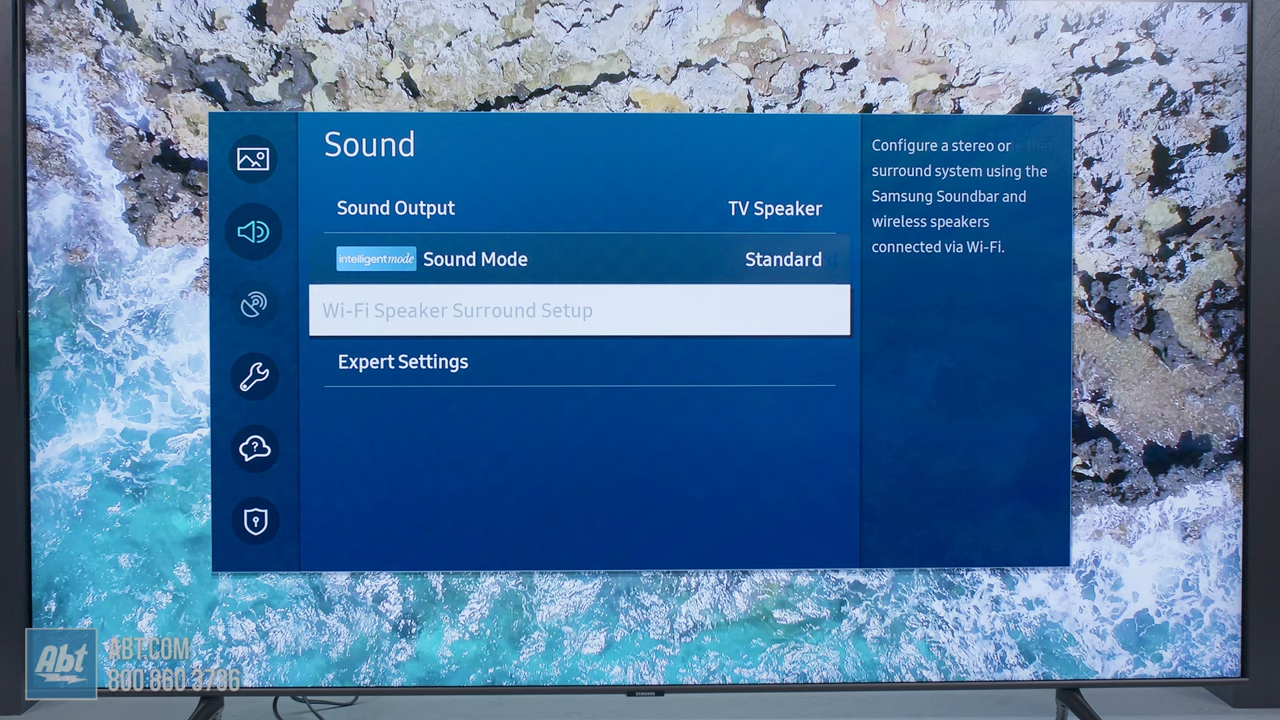 Sound
Sound Output TV Speaker
intelligentmode Sound Mode Standard
Wi-Fi Speaker Surround Setup
Expert Settings
Configure a stereo or
surround system using the
Samsung Soundbar and
wireless speakers
connected via Wi-Fi.
?
Abt
ABT.COM
800 860 3786
SAMSUNG